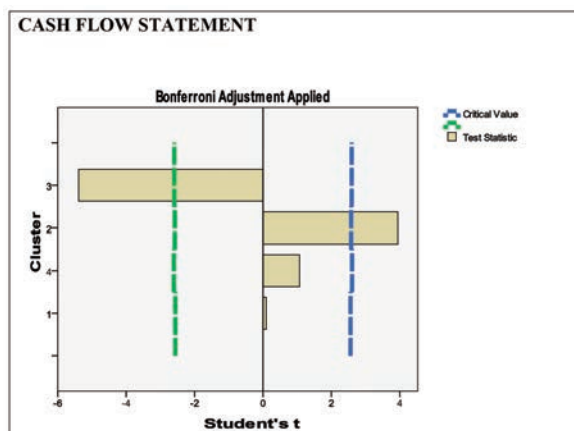 CASH FLOW STATEMENT
Bonferroni Adjustment Applied
Critical Value
Test Statistic
Cluster
3
2
4
1
-6 -4 -2 0 2 4
Student's t